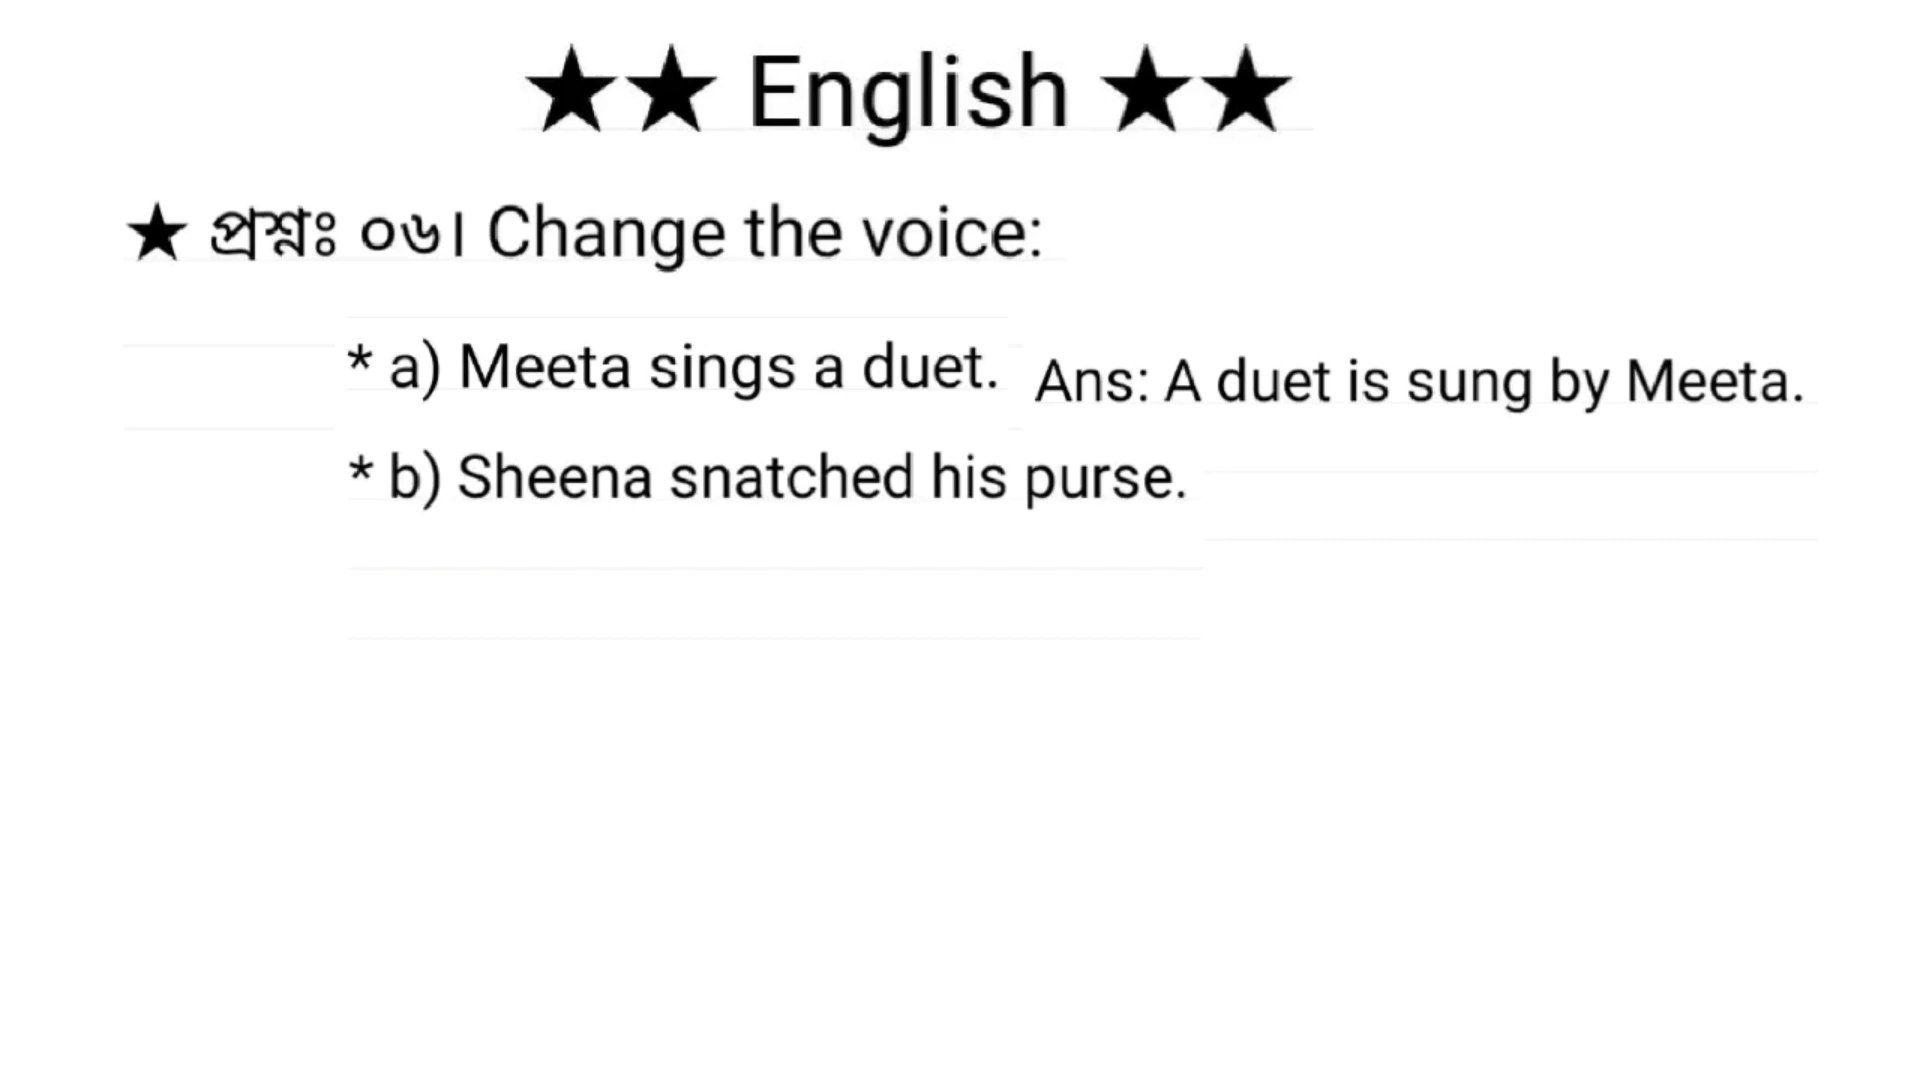 ★★ English ★★
★ প্রশ্নঃ ০৬। Change the voice:
* a) Meeta sings a duet. Ans: A duet is sung by Meeta.
* b) Sheena snatched his purse.